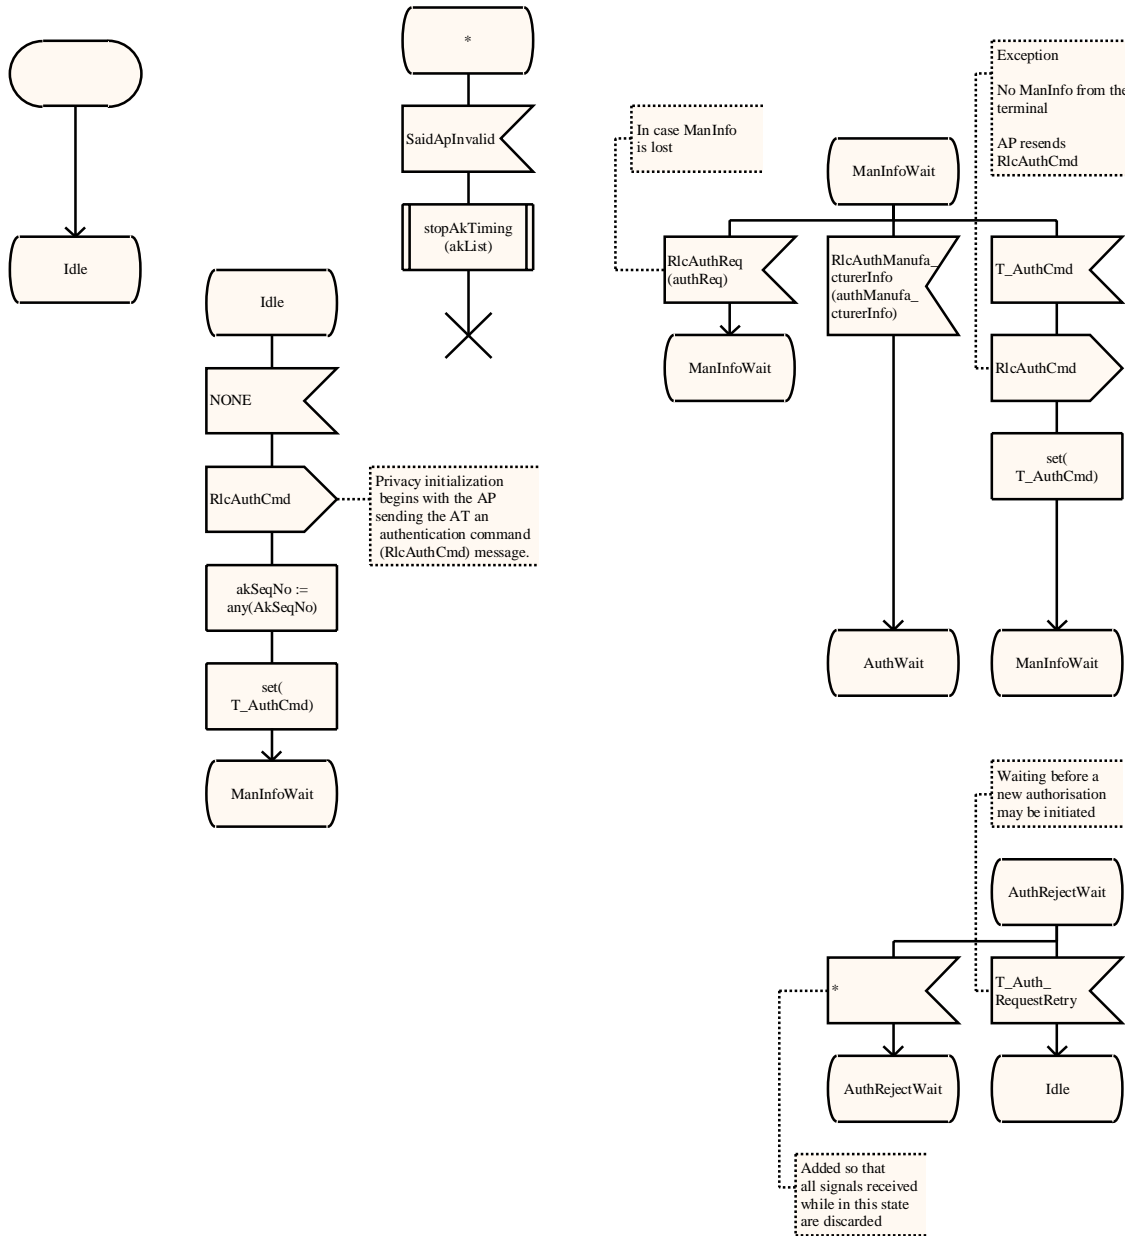 Idle
Idle
NONE
RlcAuthCmd
Privacy initialization
begins with the AP
sending the AT an
authentication command
(RlcAuthCmd) message.
akSeqNo :=
any(AkSeqNo)
set(
T_AuthCmd)
ManInfoWait
*
SaidApInvalid
stopAkTiming
(akList)
In case ManInfo
is lost
Exception
No ManInfo from the
terminal
AP resends
RlcAuthCmd
ManInfoWait
RlcAuthReq
(authReq)
ManInfoWait
RlcAuthManufa_
cturerInfo
(authManufa_
cturerInfo)
AuthWait
T_AuthCmd
RlcAuthCmd
set(
T_AuthCmd)
ManInfoWait
Waiting before a
new authorisation
may be initiated
AuthRejectWait
*
AuthRejectWait
T_Auth_
RequestRetry
Idle
Added so that
all signals received
while in this state
are discarded